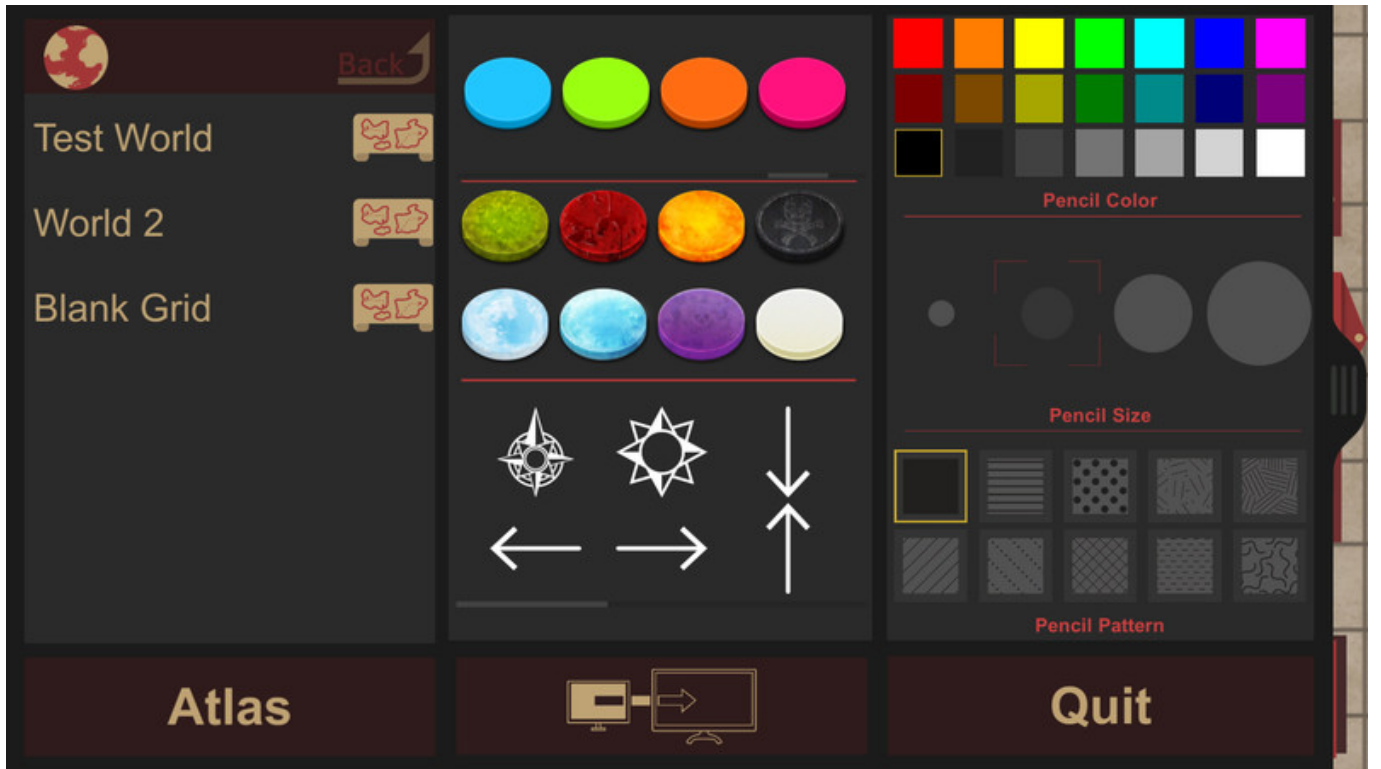 Back
Test World
World 2
Blank Grid
Pencil Color
Pencil Size
Pencil Pattern
Atlas
Quit